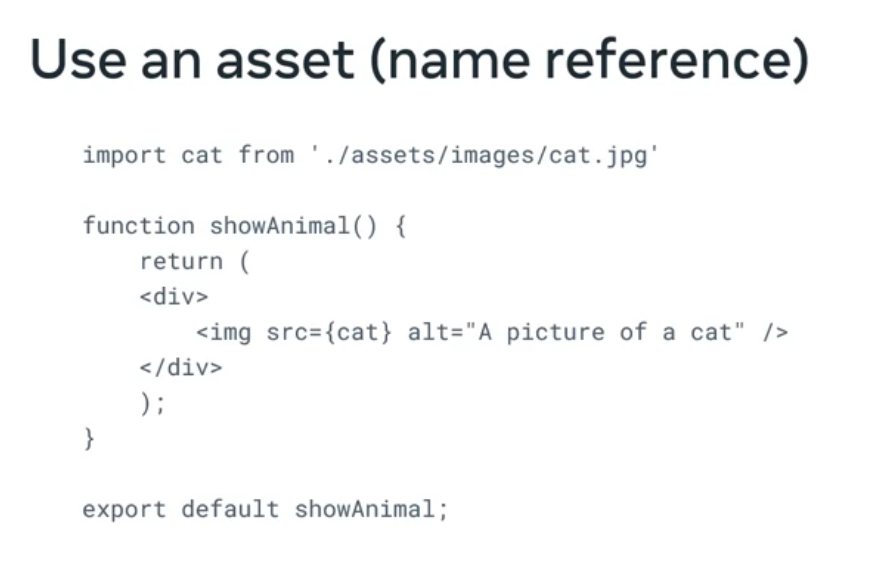 Use an asset (name reference)
import cat from './assets/images/cat.jpg'
function showAnimal() {
return (
<div>
<img src={cat} alt="A picture of a cat" />
</div>
);
}
export default showAnimal;